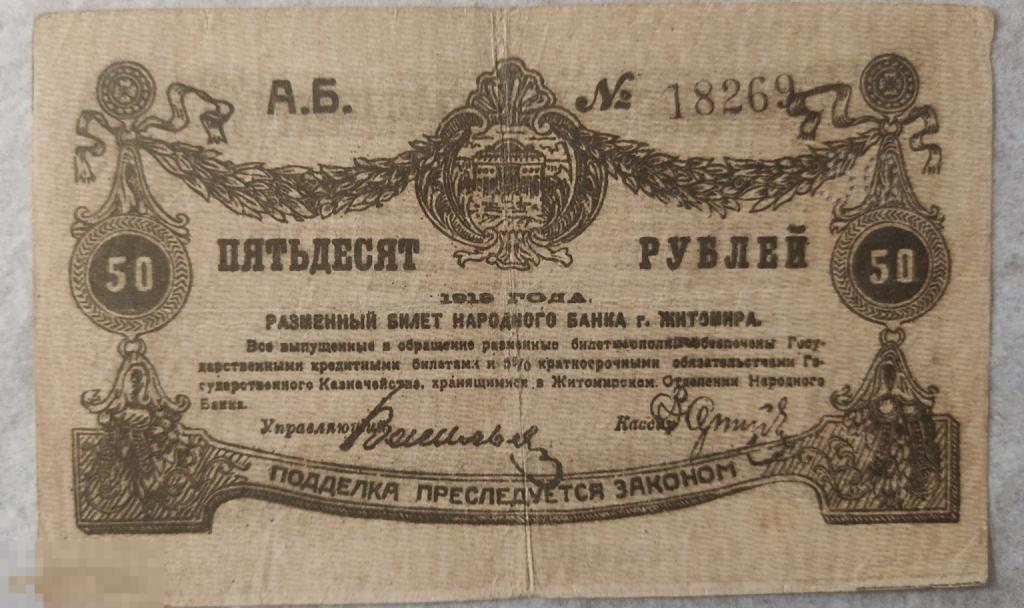 А.Б. № 18269
ПЯТЬДЕСЯТ РУБЛЕЙ
50 50
1919 ГОДА.
РАЗМЕННЫЙ БИЛЕТ НАРОДНОГО БАНКА г. ЖИТОМИРА.
Все выпущенные в обращение разменные билеты вполне обеспечены Госу-
дарственными кредитными билетами и 5% краткосрочными обязательствами Го-
сударственного Казначейства, хранящимися в Житомирском Отделении Народного
Банка.
Управляющий Кассир
ПОДДЕЛКА ПРЕСЛЕДУЕТСЯ ЗАКОНОМ